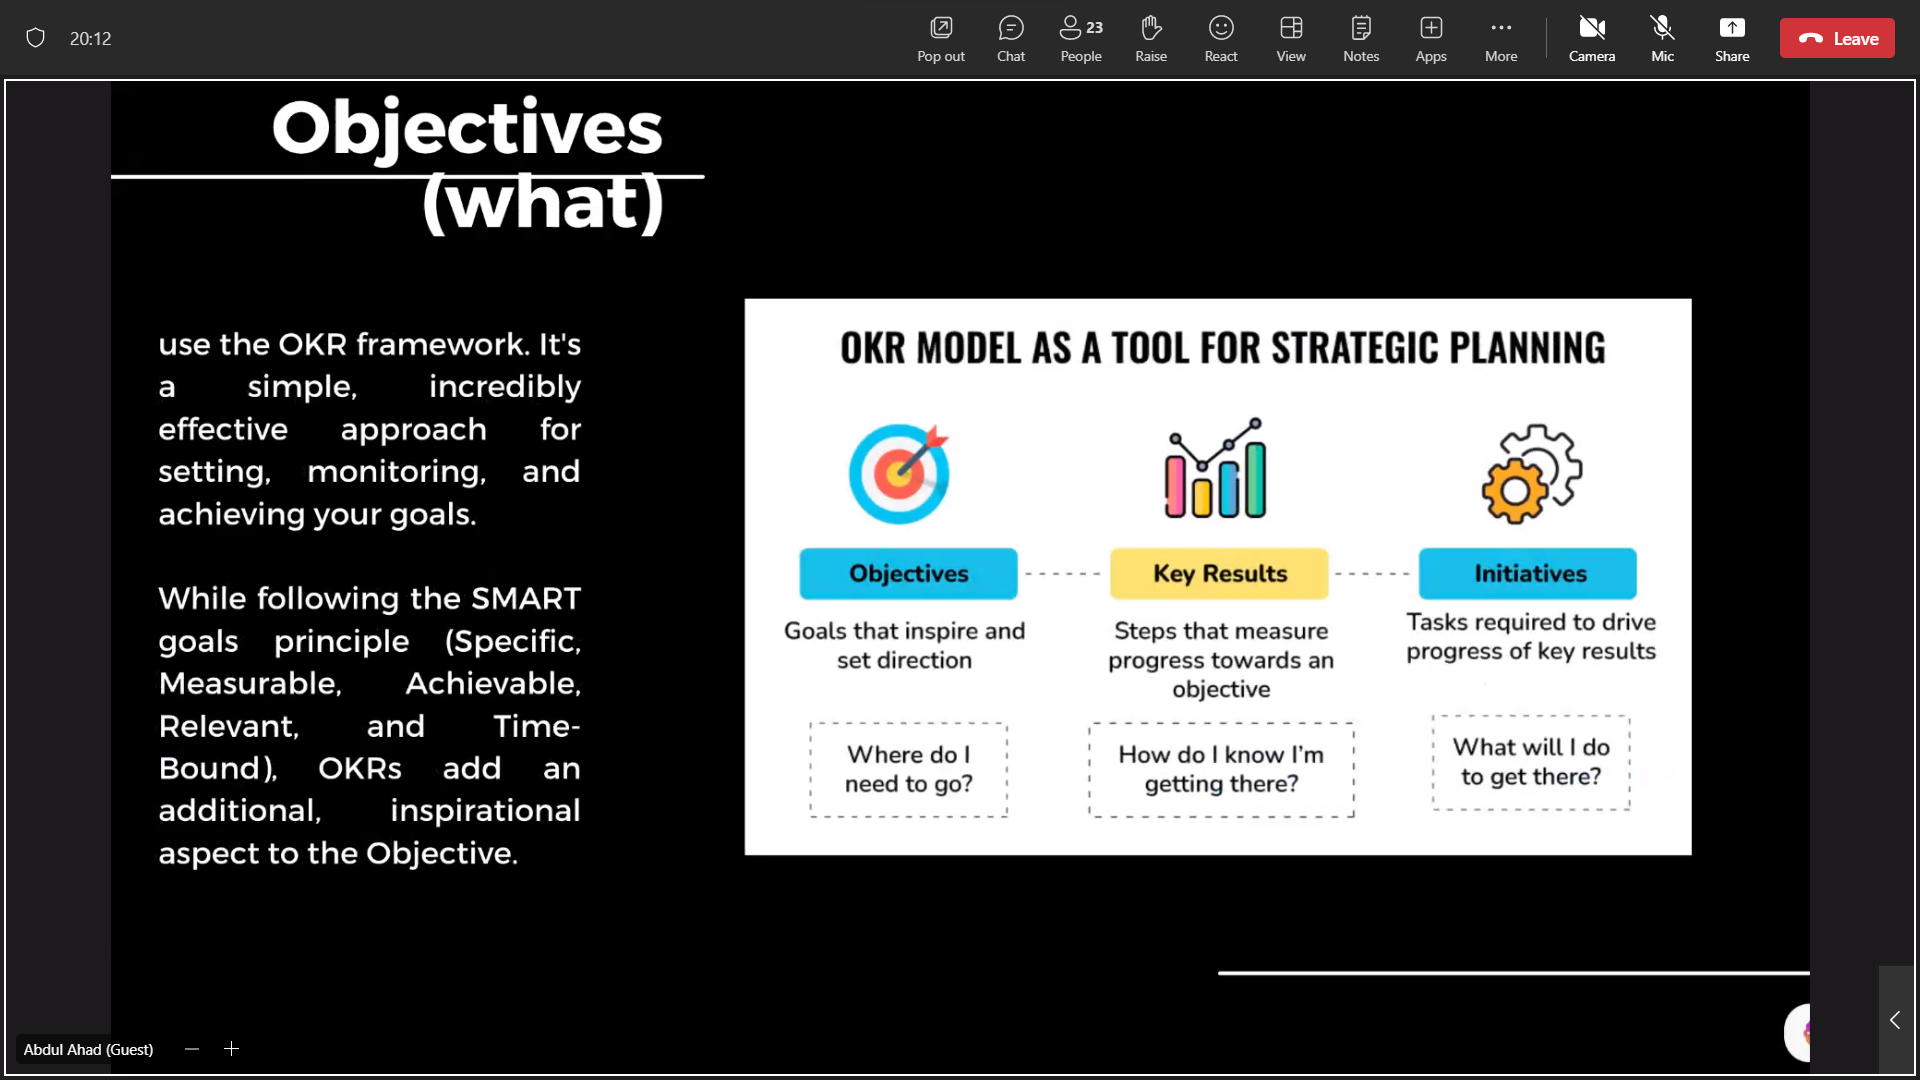 20:12
Pop out
Chat
23
People
Raise
React
View
Notes
Apps
More
Camera
Mic
Share
Leave
Objectives
(what)
use the OKR framework. It's
a simple, incredibly
effective approach for
setting, monitoring, and
achieving your goals.
While following the SMART
goals principle (Specific,
Measurable, Achievable,
Relevant, and Time-
Bound), OKRs add an
additional, inspirational
aspect to the Objective.
OKR MODEL AS A TOOL FOR STRATEGIC PLANNING
Objectives
Goals that inspire and
set direction
Where do I
need to go?
Key Results
Steps that measure
progress towards an
objective
How do I know I’m
getting there?
Initiatives
Tasks required to drive
progress of key results
What will I do
to get there?
Abdul Ahad (Guest)